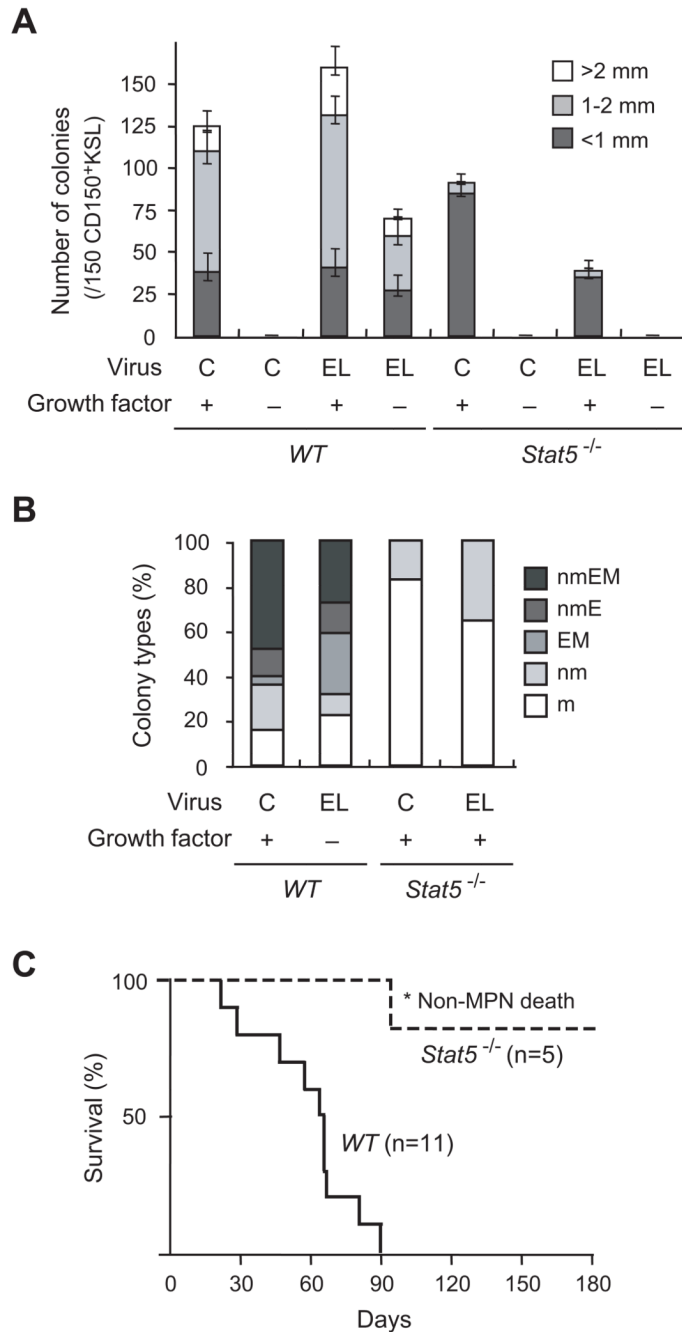 A
Number of colonies
(/150 CD150+KSL)
150
125
100
75
50
25
0
>2 mm
1-2 mm
<1 mm
Virus C C EL EL C C EL EL
Growth factor + – + – + – + –
WT Stat5 -/-
B
Colony types (%)
100
80
60
40
20
0
nmEM
nmE
EM
nm
m
Virus C EL C EL
Growth factor + – + +
WT Stat5 -/-
C
Survival (%)
100
50
* Non-MPN death
Stat5 -/- (n=5)
WT (n=11)
0 30 60 90 120 150 180
Days